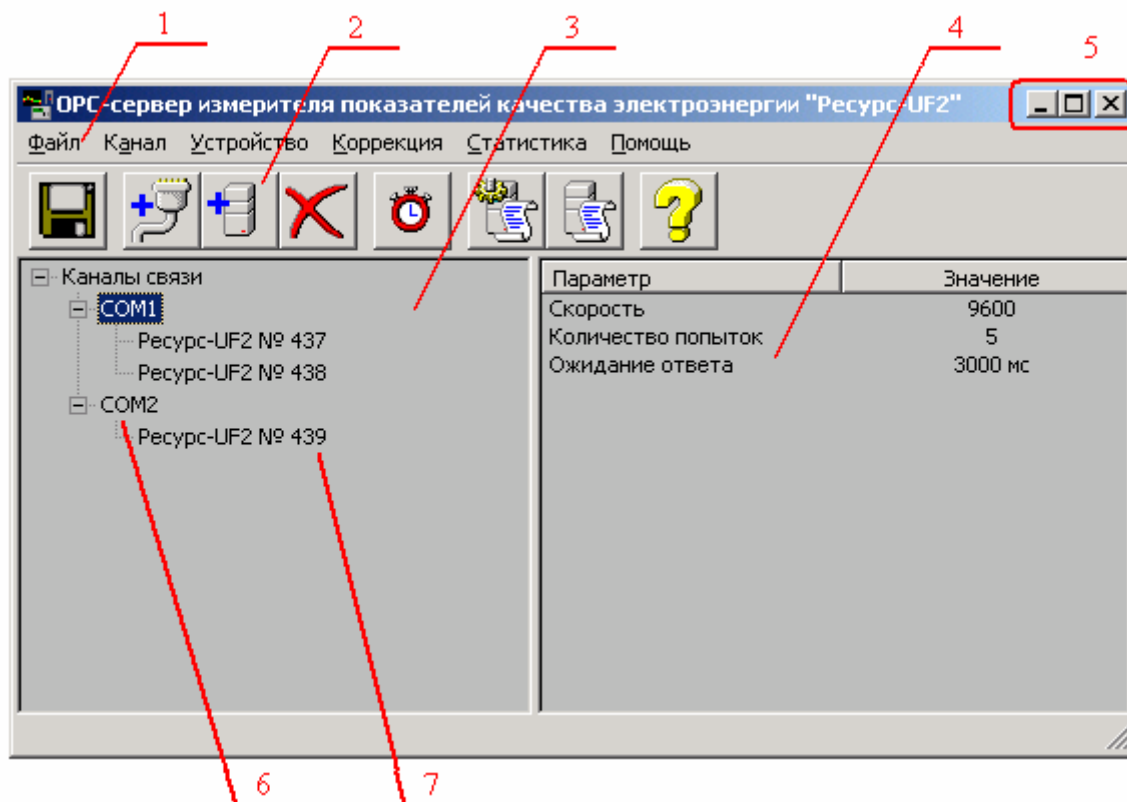 1 2 3 4 5
ОРС-сервер измерителя показателей качества электроэнергии "Ресурс-UF2"
Файл Канал Устройство Коррекция Статистика Помощь
Каналы связи
COM1
Ресурс-UF2 № 437
Ресурс-UF2 № 438
COM2
Ресурс-UF2 № 439
Параметр Значение
Скорость 9600
Количество попыток 5
Ожидание ответа 3000 мс
6 7